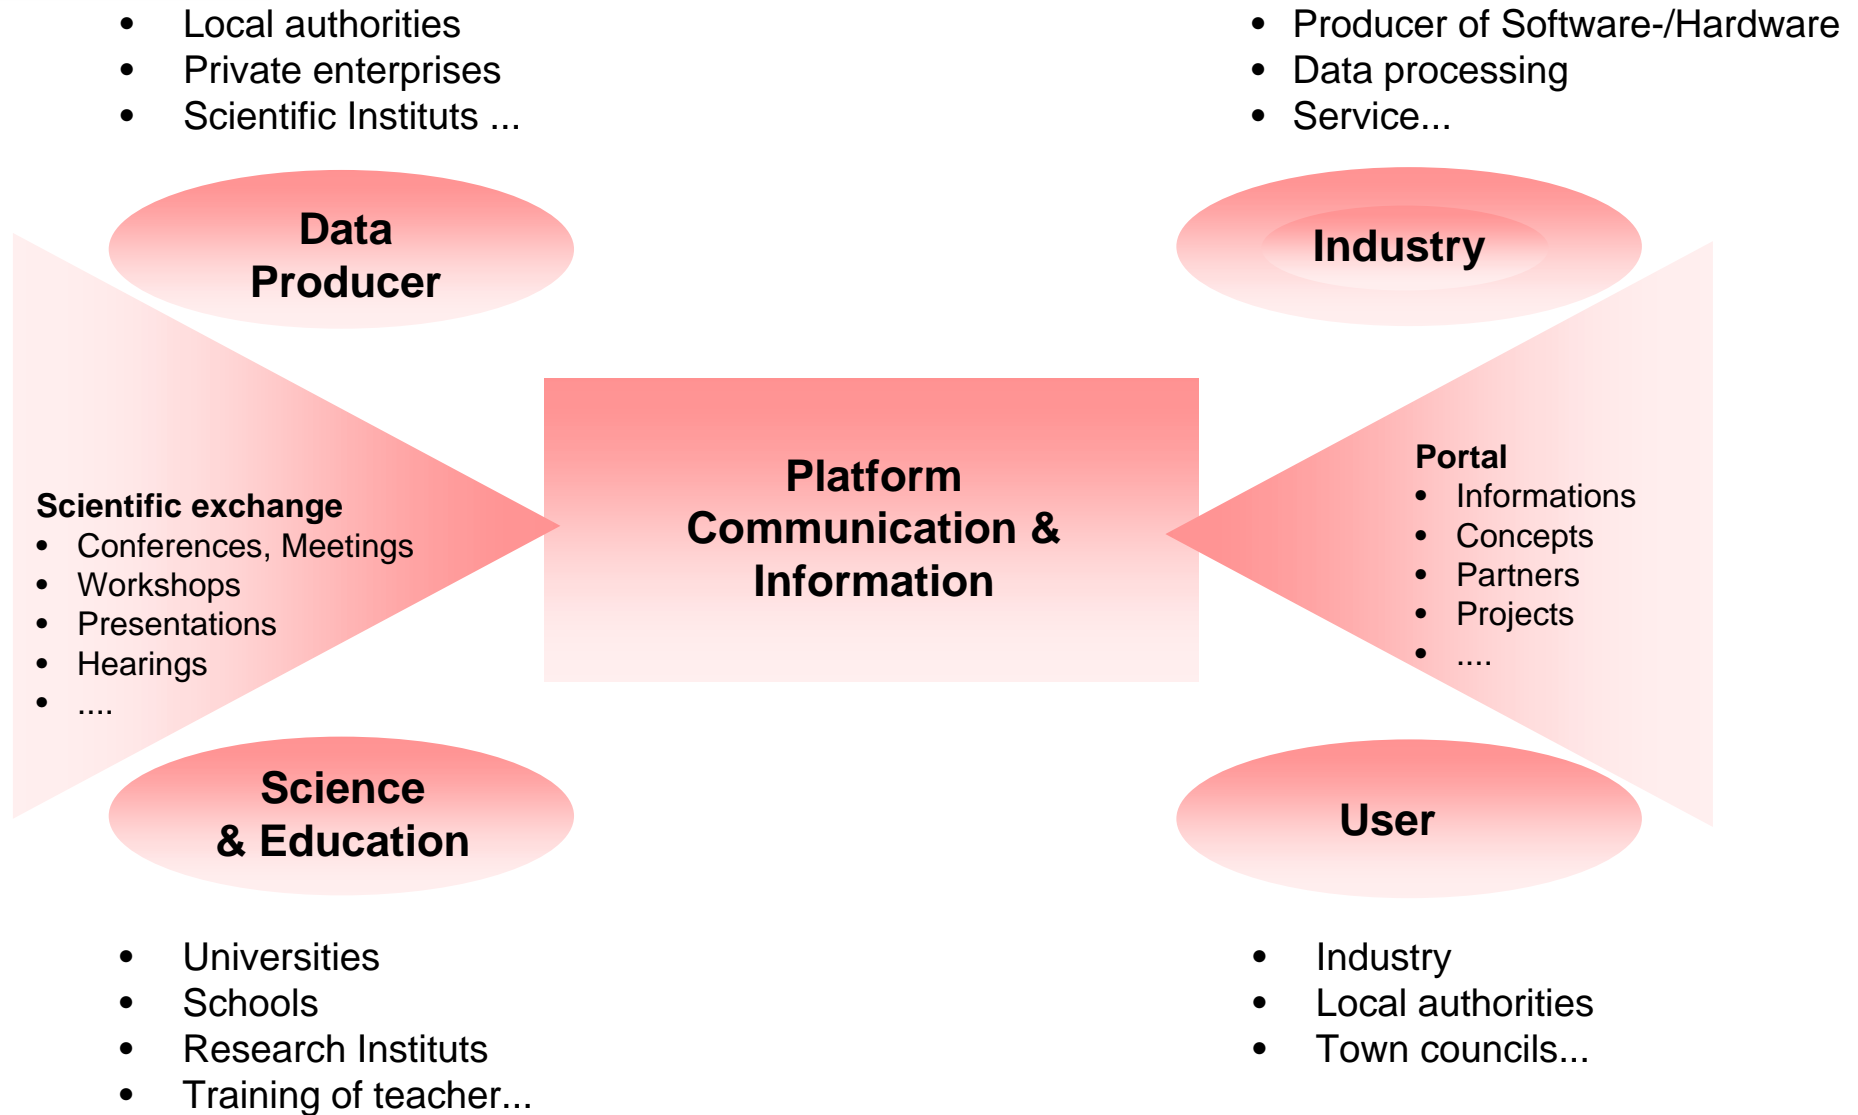 • Local authorities
• Private enterprises
• Scientific Instituts ...
• Producer of Software-/Hardware
• Data processing
• Service...
Data
Producer
Industry
Scientific exchange
• Conferences, Meetings
• Workshops
• Presentations
• Hearings
• ....
Platform
Communication &
Information
Portal
• Informations
• Concepts
• Partners
• Projects
• ....
Science
& Education
User
• Universities
• Schools
• Research Instituts
• Training of teacher...
• Industry
• Local authorities
• Town councils...